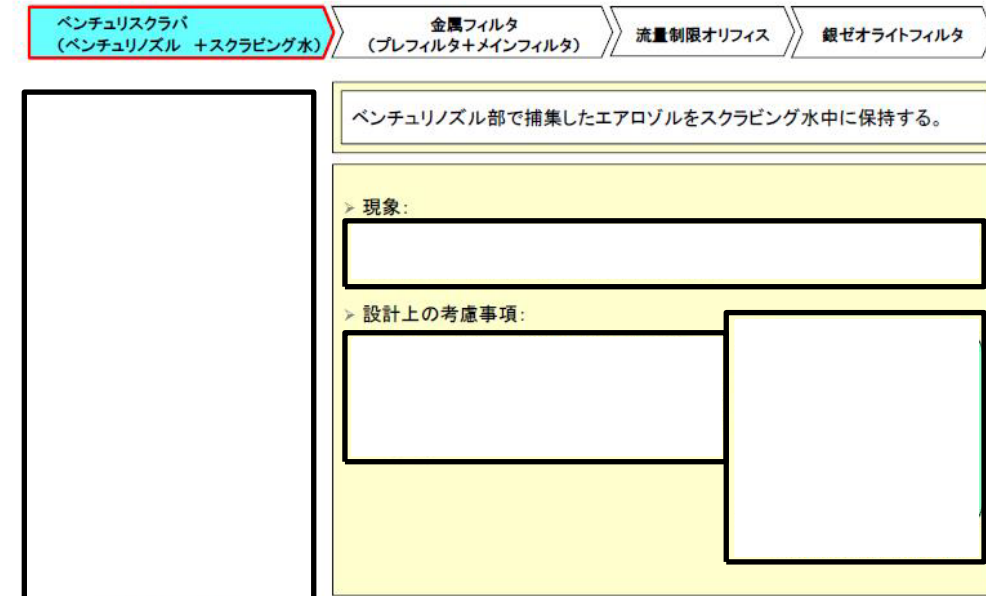 ベンチュリスクラバ
(ベンチュリノズル +スクラビング水)
金属フィルタ
(プレフィルタ+メインフィルタ)
流量制限オリフィス
銀ゼオライトフィルタ
ベンチュリノズル部で捕集したエアロゾルをスクラビング水中に保持する。
➢ 現象:
➢ 設計上の考慮事項: